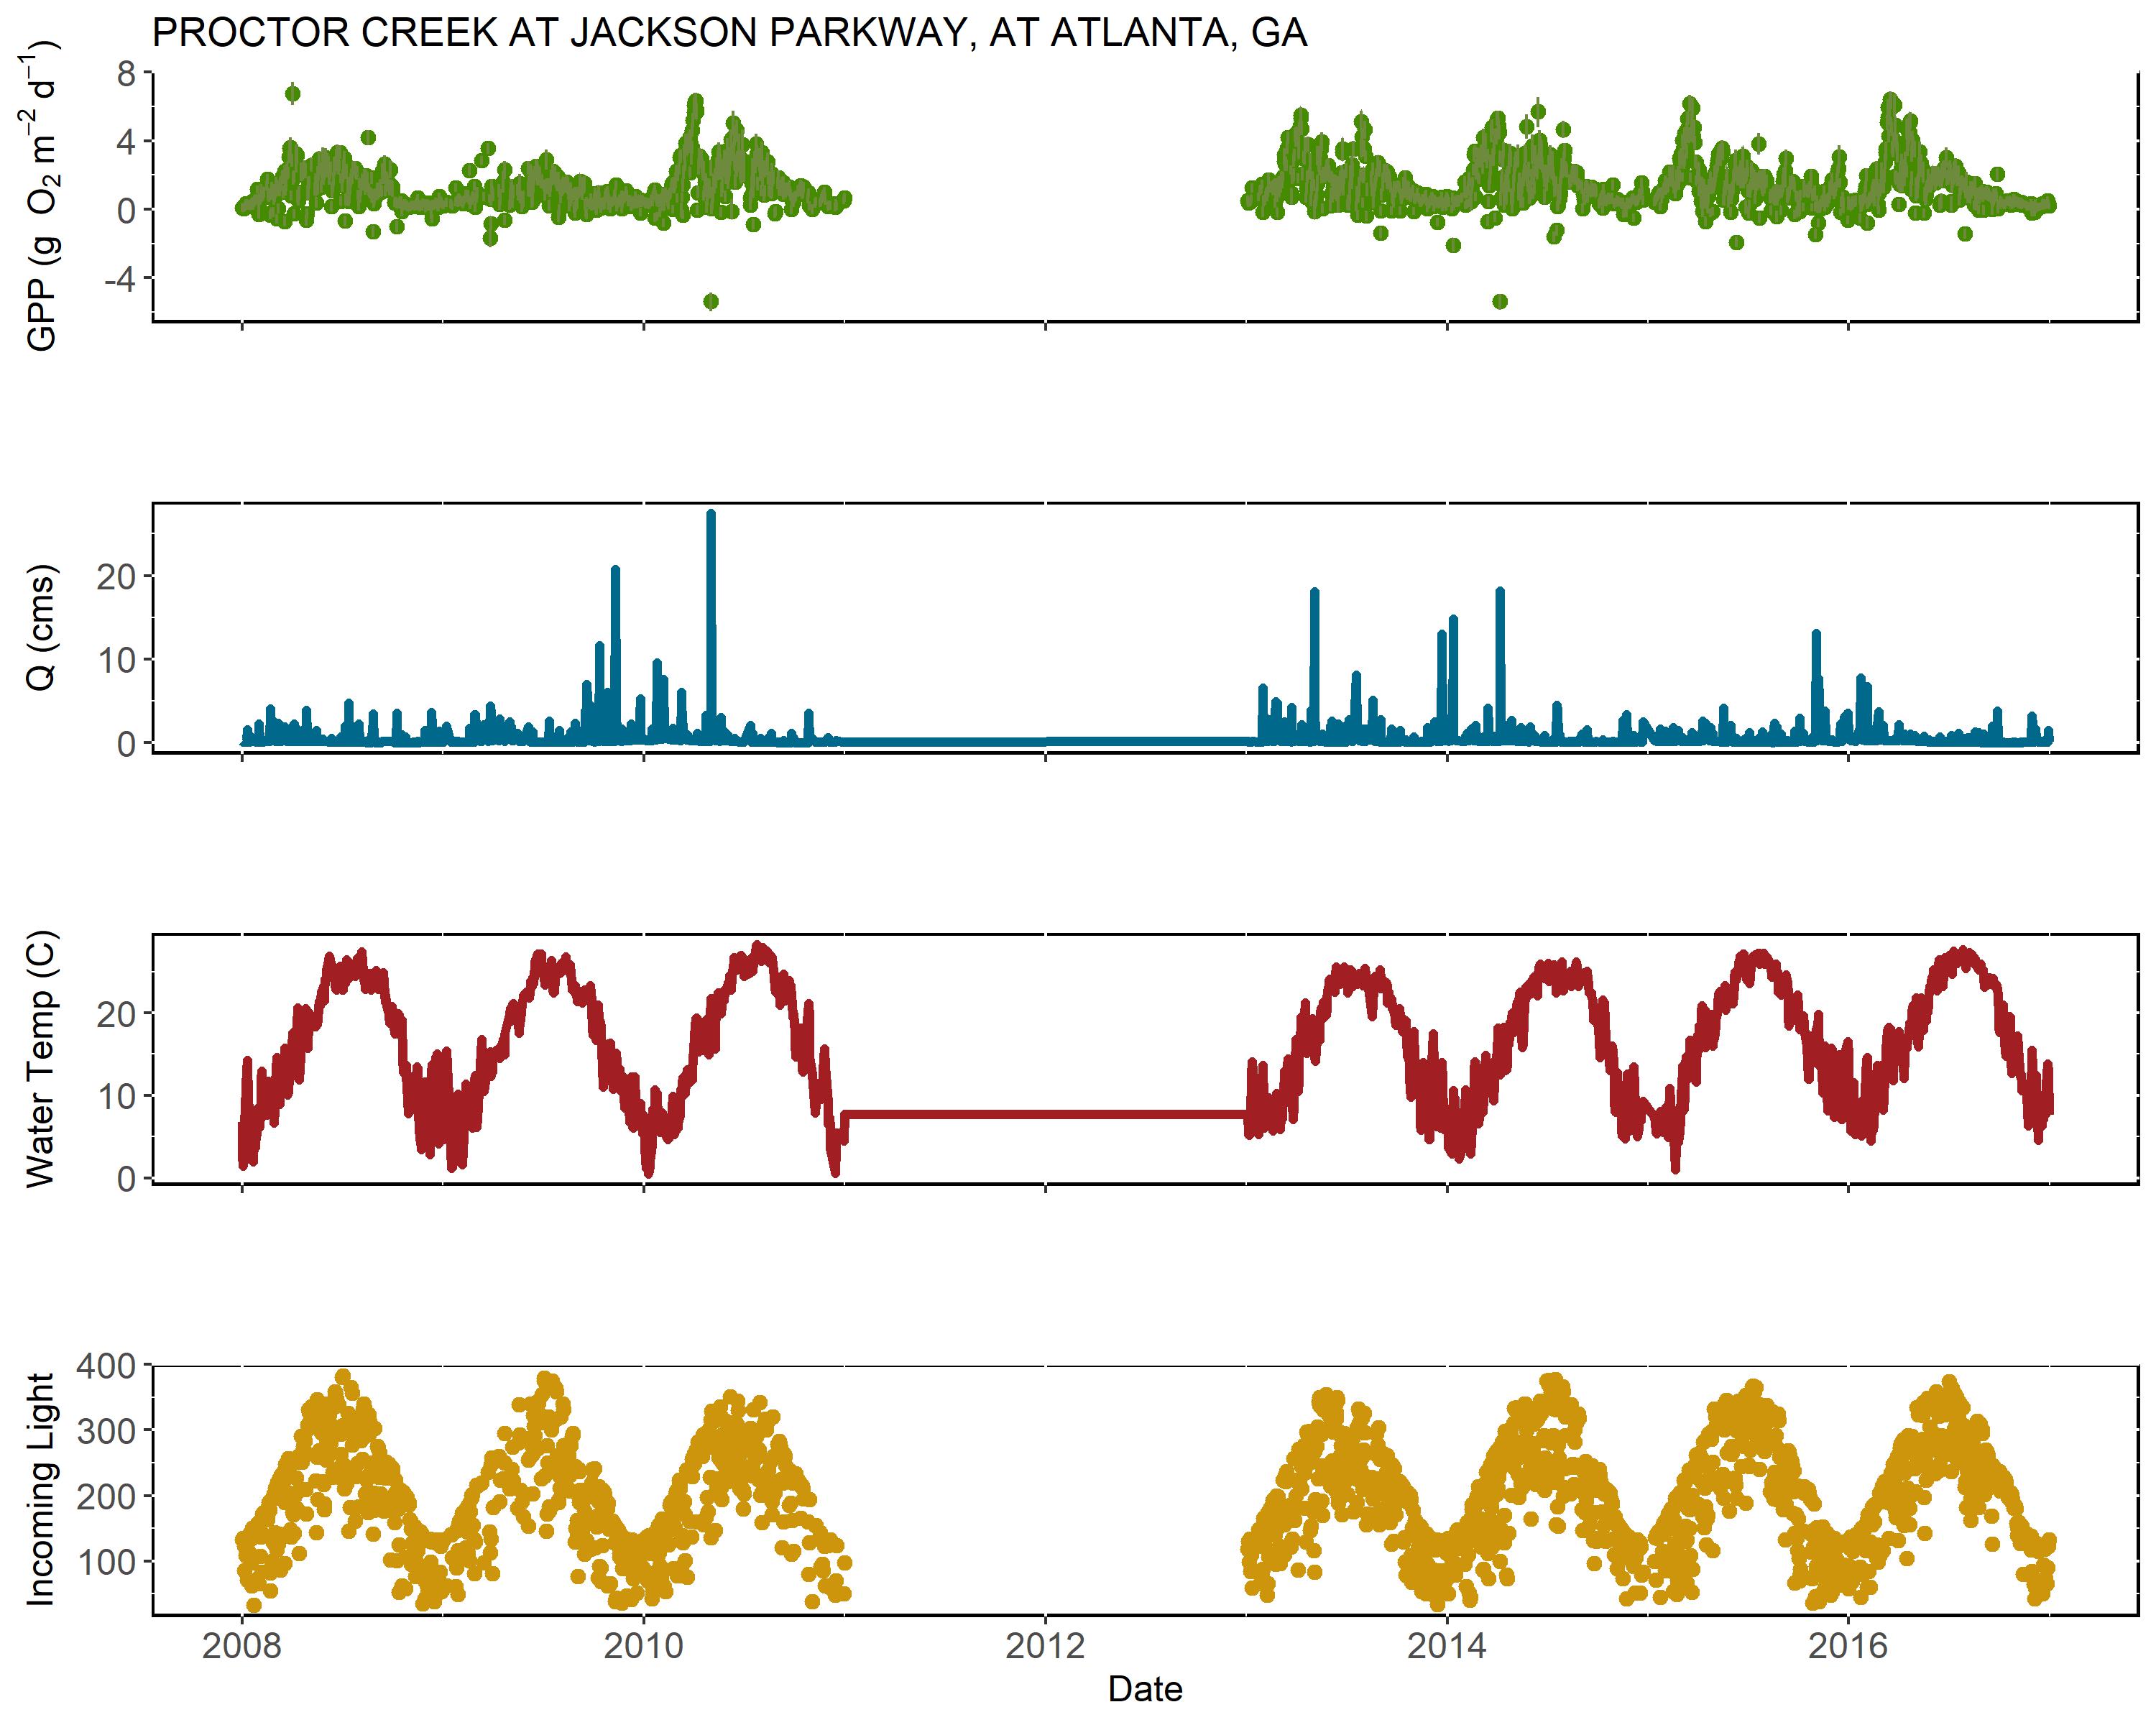 PROCTOR CREEK AT JACKSON PARKWAY, AT ATLANTA, GA
GPP (g O₂ m⁻² d⁻¹)
8
4
0
-4
Q (cms)
20
10
0
Water Temp (C)
20
10
0
Incoming Light
400
300
200
100
2008 2010 2012 2014 2016
Date